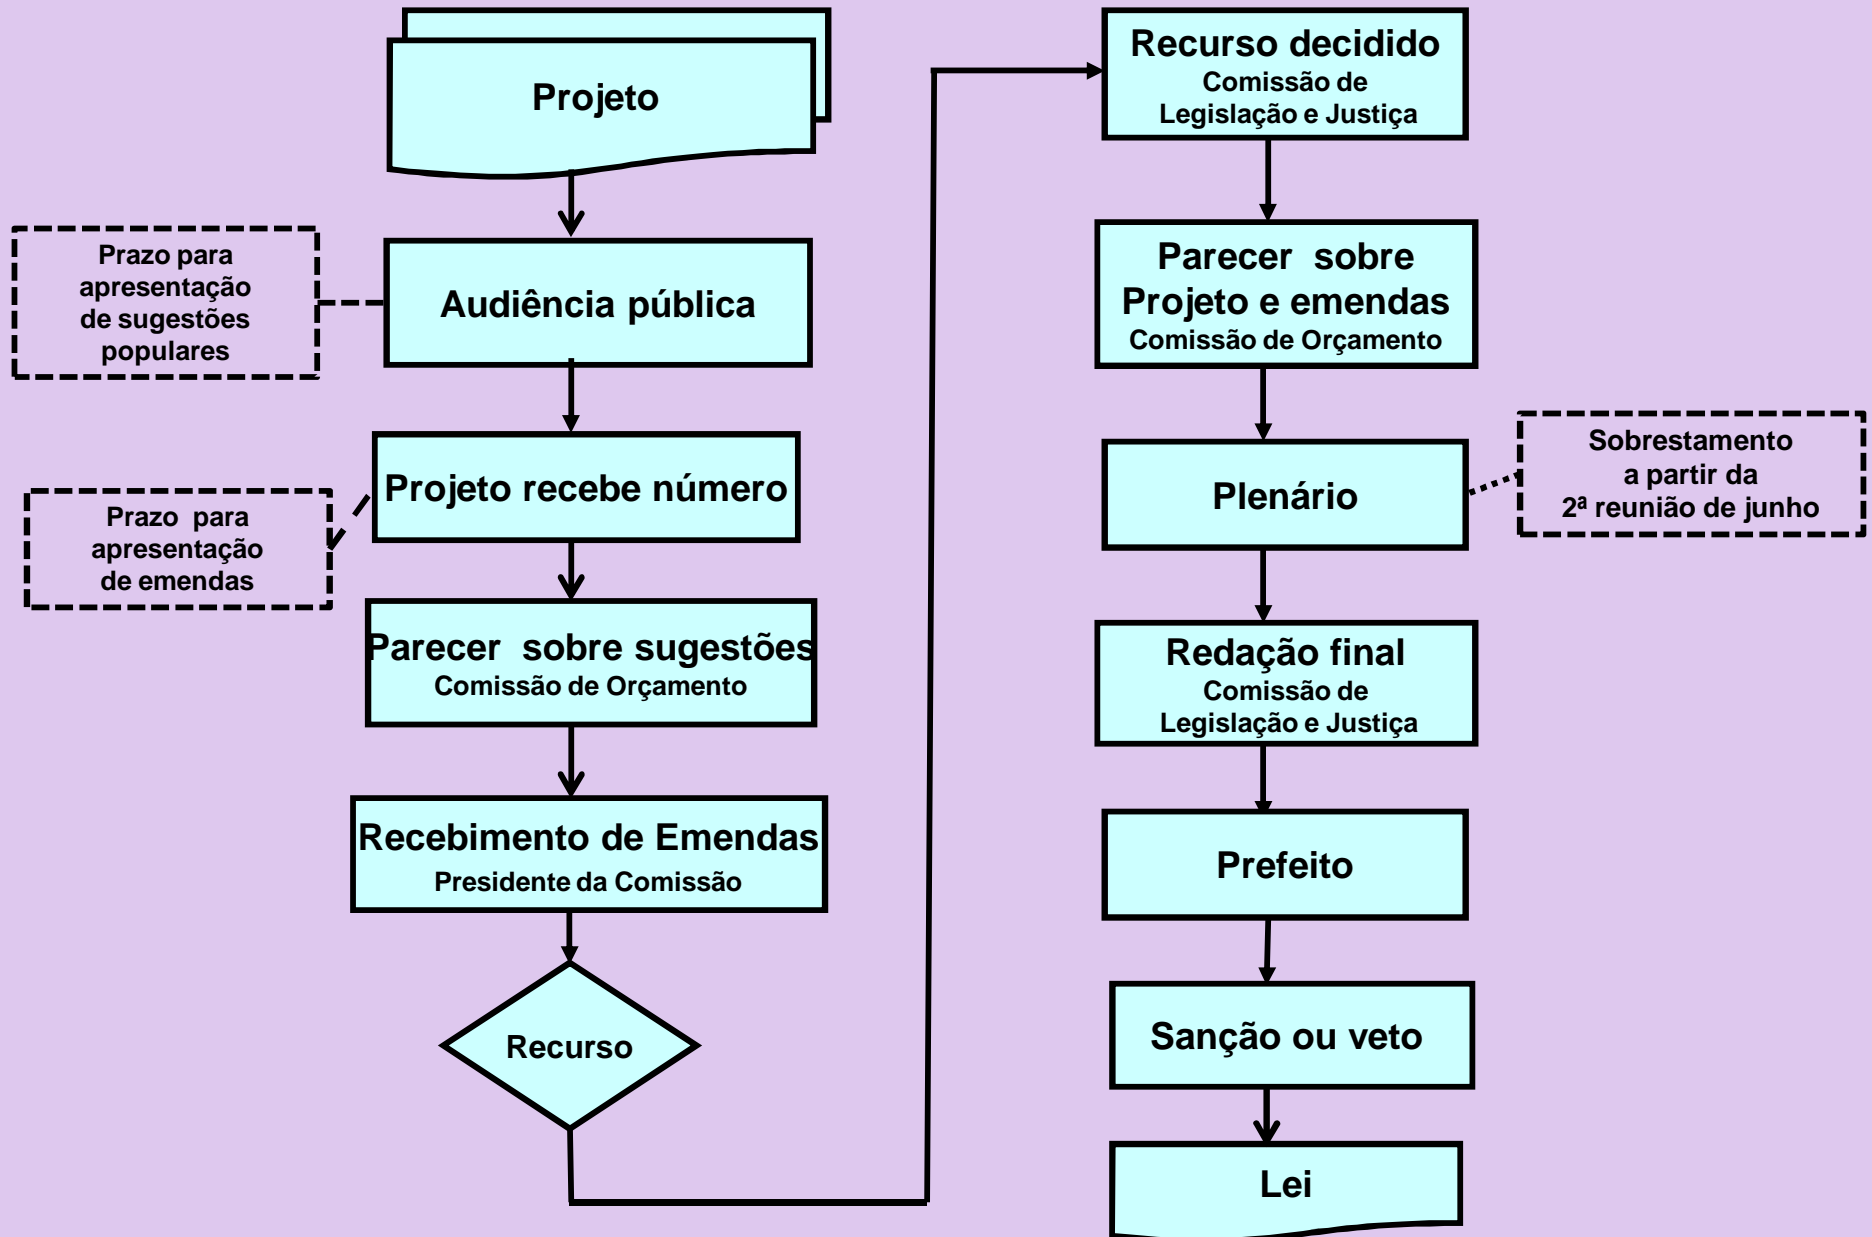 Projeto
Prazo para
apresentação
de sugestões
populares
Audiência pública
Projeto recebe número
Prazo para
apresentação
de emendas
Parecer sobre sugestões
Comissão de Orçamento
Recebimento de Emendas
Presidente da Comissão
Recurso
Recurso decidido
Comissão de
Legislação e Justiça
Parecer sobre
Projeto e emendas
Comissão de Orçamento
Plenário
Sobrestamento
a partir da
2ª reunião de junho
Redação final
Comissão de
Legislação e Justiça
Prefeito
Sanção ou veto
Lei